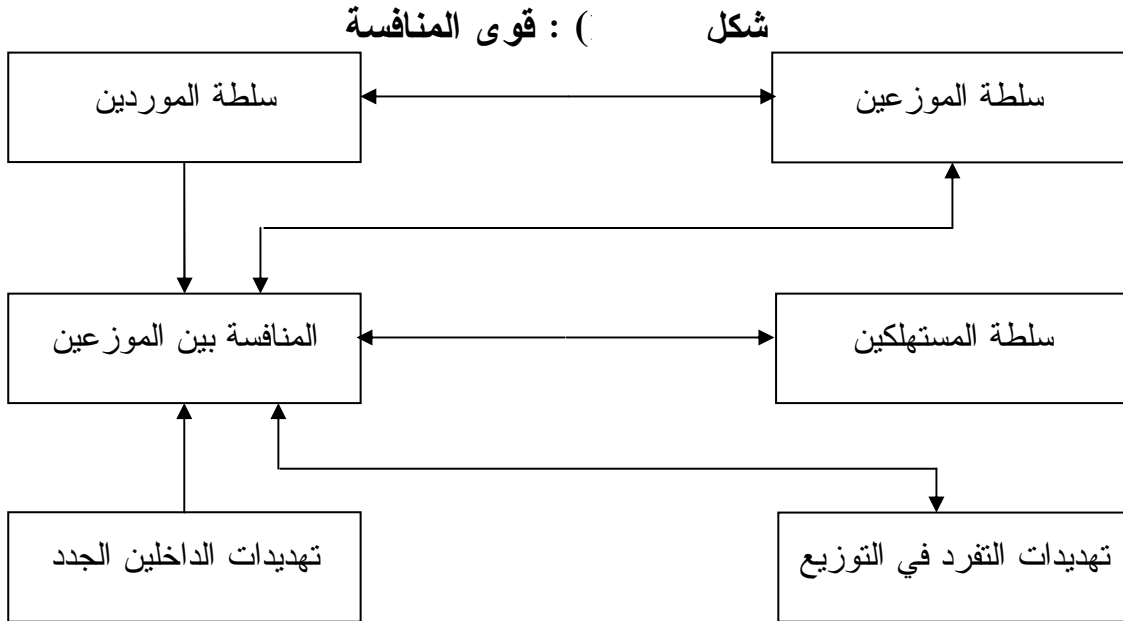 شكل ) : قوى المنافسة
سلطة الموزعين
سلطة الموردين
سلطة المستهلكين
المنافسة بين الموزعين
تهديدات التفرد في التوزيع
تهديدات الداخلين الجدد